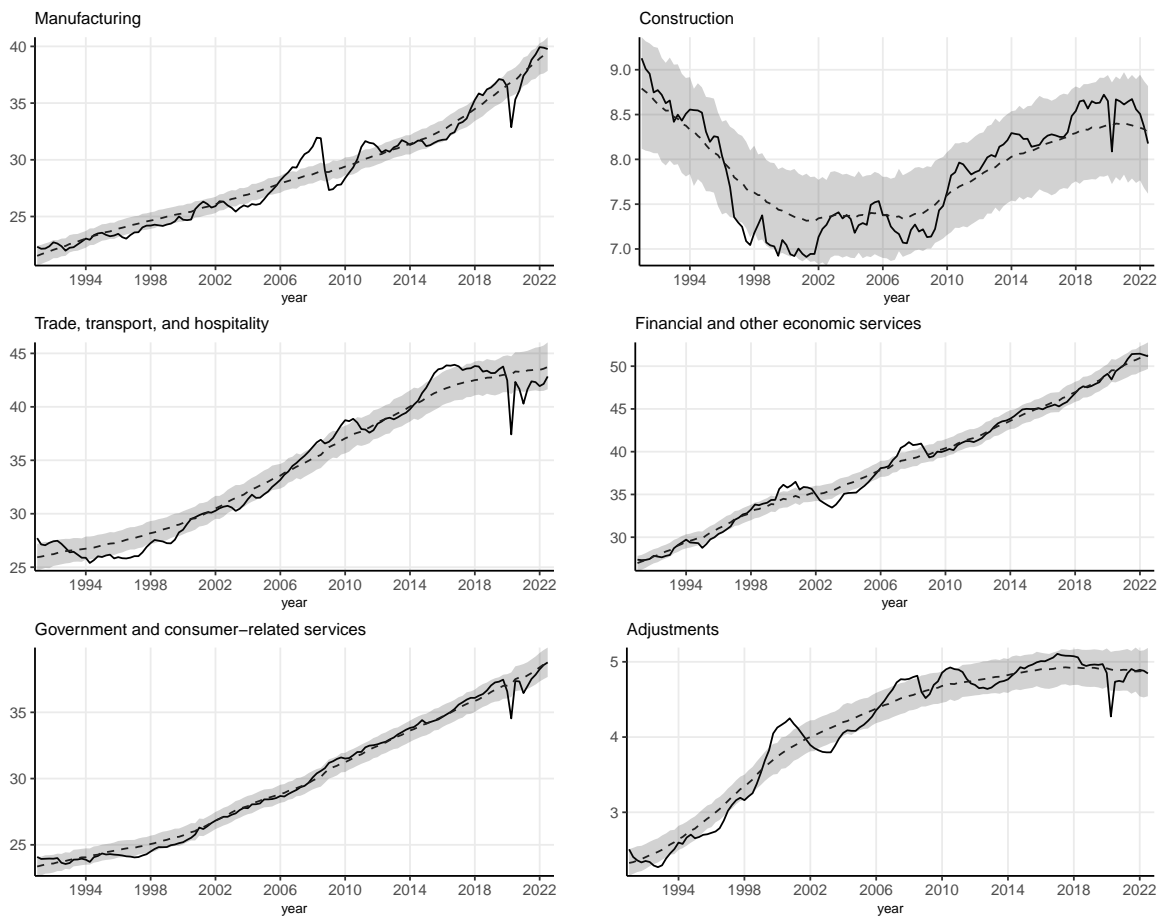 Manufacturing
40
35
30
25
1994 1998 2002 2006 2010 2014 2018 2022
year
Construction
9.0
8.5
8.0
7.5
7.0
1994 1998 2002 2006 2010 2014 2018 2022
year
Trade, transport, and hospitality
45
40
35
30
25
1994 1998 2002 2006 2010 2014 2018 2022
year
Financial and other economic services
50
45
40
35
30
1994 1998 2002 2006 2010 2014 2018 2022
year
Government and consumer−related services
35
30
25
1994 1998 2002 2006 2010 2014 2018 2022
year
Adjustments
5
4
3
1994 1998 2002 2006 2010 2014 2018 2022
year